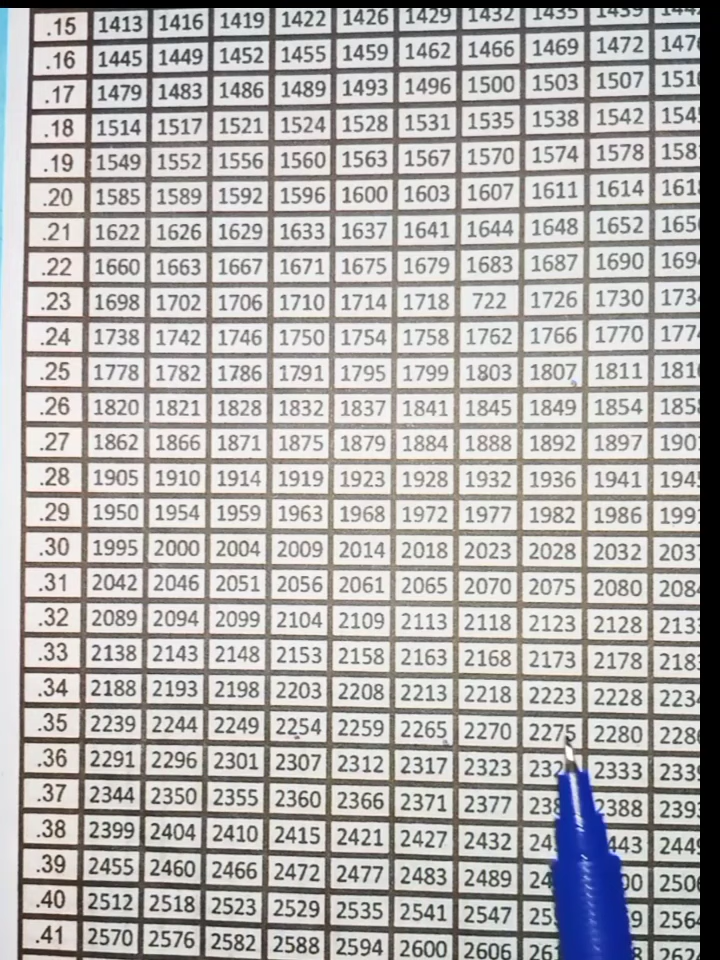 .15 1413 1416 1419 1422 1426 1429 1432 1435 1439
.16 1445 1449 1452 1455 1459 1462 1466 1469 1472
.17 1479 1483 1486 1489 1493 1496 1500 1503 1507
.18 1514 1517 1521 1524 1528 1531 1535 1538 1542
.19 1549 1552 1556 1560 1563 1567 1570 1574 1578
.20 1585 1589 1592 1596 1600 1603 1607 1611 1614
.21 1622 1626 1629 1633 1637 1641 1644 1648 1652
.22 1660 1663 1667 1671 1675 1679 1683 1687 1690
.23 1698 1702 1706 1710 1714 1718 722 1726 1730
.24 1738 1742 1746 1750 1754 1758 1762 1766 1770
.25 1778 1782 1786 1791 1795 1799 1803 1807 1811
.26 1820 1821 1828 1832 1837 1841 1845 1849 1854
.27 1862 1866 1871 1875 1879 1884 1888 1892 1897
.28 1905 1910 1914 1919 1923 1928 1932 1936 1941
.29 1950 1954 1959 1963 1968 1972 1977 1982 1986
.30 1995 2000 2004 2009 2014 2018 2023 2028 2032
.31 2042 2046 2051 2056 2061 2065 2070 2075 2080
.32 2089 2094 2099 2104 2109 2113 2118 2123 2128
.33 2138 2143 2148 2153 2158 2163 2168 2173 2178
.34 2188 2193 2198 2203 2208 2213 2218 2223 2228
.35 2239 2244 2249 2254 2259 2265 2270 2275 2280
.36 2291 2296 2301 2307 2312 2317 2323 2333
.37 2344 2350 2355 2360 2366 2371 2377 2388
.38 2399 2404 2410 2415 2421 2427 2432
.39 2455 2460 2466 2472 2477 2483 2489
.40 2512 2518 2523 2529 2535 2541 2547
.41 2570 2576 2582 2588 2594 2600 2606